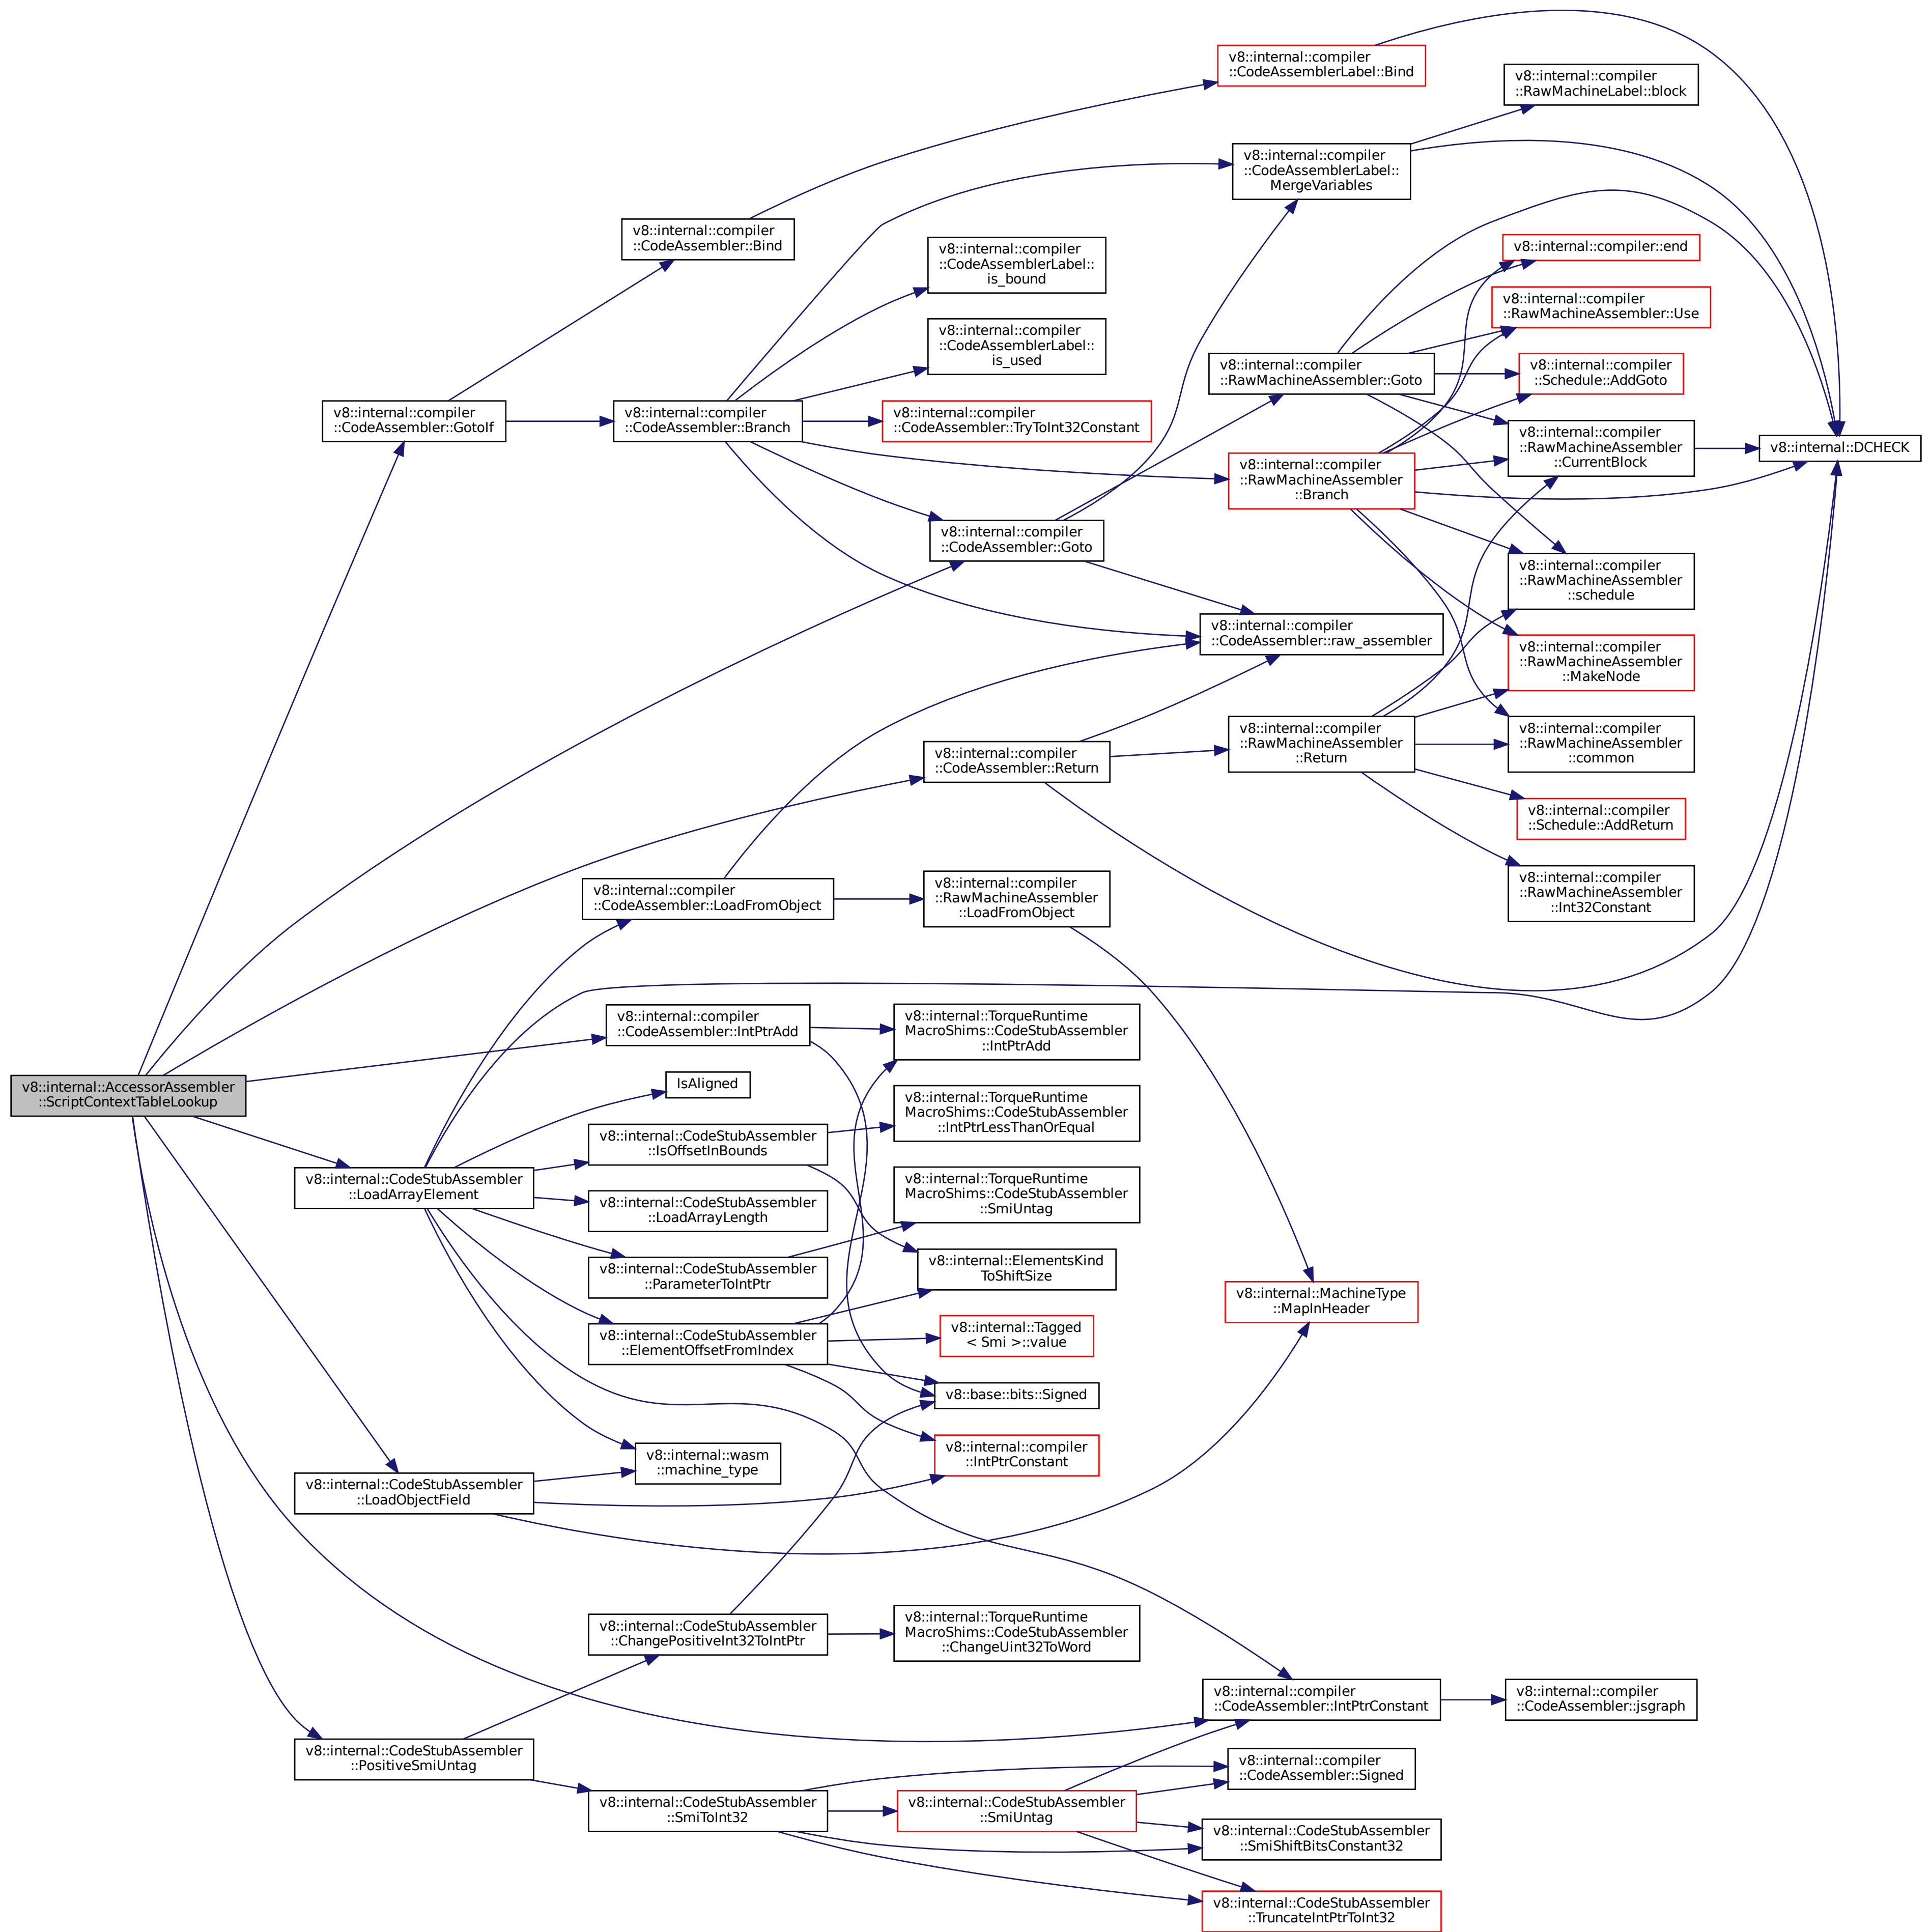 v8::internal::compiler
::CodeAssemblerLabel::Bind
v8::internal::compiler
::RawMachineLabel::block
v8::internal::compiler
::CodeAssemblerLabel::
MergeVariables
v8::internal::compiler
::CodeAssembler::Bind
v8::internal::compiler
::CodeAssemblerLabel::
is_bound
v8::internal::compiler::end
v8::internal::compiler
::RawMachineAssembler::Use
v8::internal::compiler
::CodeAssemblerLabel::
is_used
v8::internal::compiler
::RawMachineAssembler::Goto
v8::internal::compiler
::Schedule::AddGoto
v8::internal::compiler
::CodeAssembler::GotoIf
v8::internal::compiler
::CodeAssembler::Branch
v8::internal::compiler
::CodeAssembler::TryToInt32Constant
v8::internal::compiler
::RawMachineAssembler
::CurrentBlock
v8::internal::DCHECK
v8::internal::compiler
::RawMachineAssembler
::Branch
v8::internal::compiler
::CodeAssembler::Goto
v8::internal::compiler
::RawMachineAssembler
::schedule
v8::internal::compiler
::CodeAssembler::raw_assembler
v8::internal::compiler
::RawMachineAssembler
::MakeNode
v8::internal::compiler
::CodeAssembler::Return
v8::internal::compiler
::RawMachineAssembler
::Return
v8::internal::compiler
::RawMachineAssembler
::common
v8::internal::compiler
::Schedule::AddReturn
v8::internal::compiler
::CodeAssembler::LoadFromObject
v8::internal::compiler
::RawMachineAssembler
::LoadFromObject
v8::internal::compiler
::RawMachineAssembler
::Int32Constant
v8::internal::compiler
::CodeAssembler::IntPtrAdd
v8::internal::TorqueRuntime
MacroShims::CodeStubAssembler
::IntPtrAdd
v8::internal::AccessorAssembler
::ScriptContextTableLookup
IsAligned
v8::internal::TorqueRuntime
MacroShims::CodeStubAssembler
::IntPtrLessThanOrEqual
v8::internal::CodeStubAssembler
::IsOffsetInBounds
v8::internal::CodeStubAssembler
::LoadArrayElement
v8::internal::CodeStubAssembler
::LoadArrayLength
v8::internal::TorqueRuntime
MacroShims::CodeStubAssembler
::SmiUntag
v8::internal::CodeStubAssembler
::ParameterToIntPtr
v8::internal::ElementsKind
ToShiftSize
v8::internal::MachineType
::MapInHeader
v8::internal::CodeStubAssembler
::ElementOffsetFromIndex
v8::internal::Tagged
< Smi >::value
v8::base::bits::Signed
v8::internal::compiler
::IntPtrConstant
v8::internal::wasm
::machine_type
v8::internal::CodeStubAssembler
::LoadObjectField
v8::internal::CodeStubAssembler
::ChangePositiveInt32ToIntPtr
v8::internal::TorqueRuntime
MacroShims::CodeStubAssembler
::ChangeUint32ToWord
v8::internal::compiler
::CodeAssembler::IntPtrConstant
v8::internal::compiler
::CodeAssembler::jsgraph
v8::internal::CodeStubAssembler
::PositiveSmiUntag
v8::internal::compiler
::CodeAssembler::Signed
v8::internal::CodeStubAssembler
::SmiToInt32
v8::internal::CodeStubAssembler
::SmiUntag
v8::internal::CodeStubAssembler
::SmiShiftBitsConstant32
v8::internal::CodeStubAssembler
::TruncateIntPtrToInt32